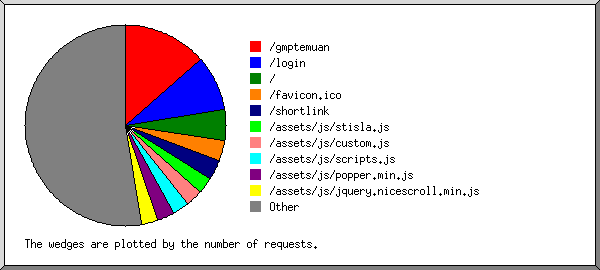 /gmptemuan
/login
/
/favicon.ico
/shortlink
/assets/js/stisla.js
/assets/js/custom.js
/assets/js/scripts.js
/assets/js/popper.min.js
/assets/js/jquery.nicescroll.min.js
Other
The wedges are plotted by the number of requests.